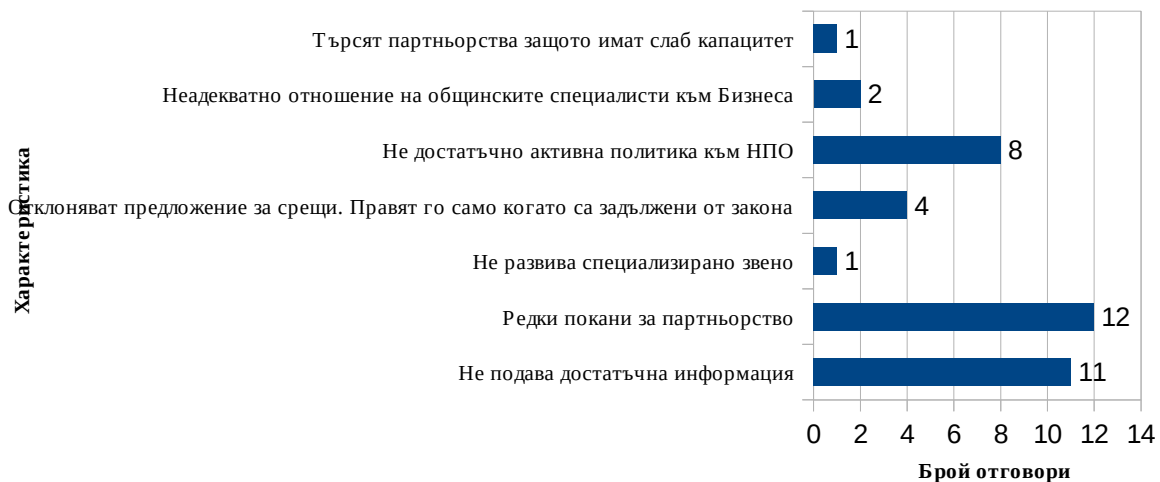 Търсят партньорства защото имат слаб капацитет
1
Неадекватно отношение на общинските специалисти към Бизнеса
2
Не достатъчно активна политика към НПО
8
Отклоняват предложение за срещи. Правят го само когато са задължени от закона
4
Не развива специализирано звено
1
Редки покани за партньорство
12
Не подава достатъчна информация
11
Характеристика
0 2 4 6 8 10 12 14
Брой отговори